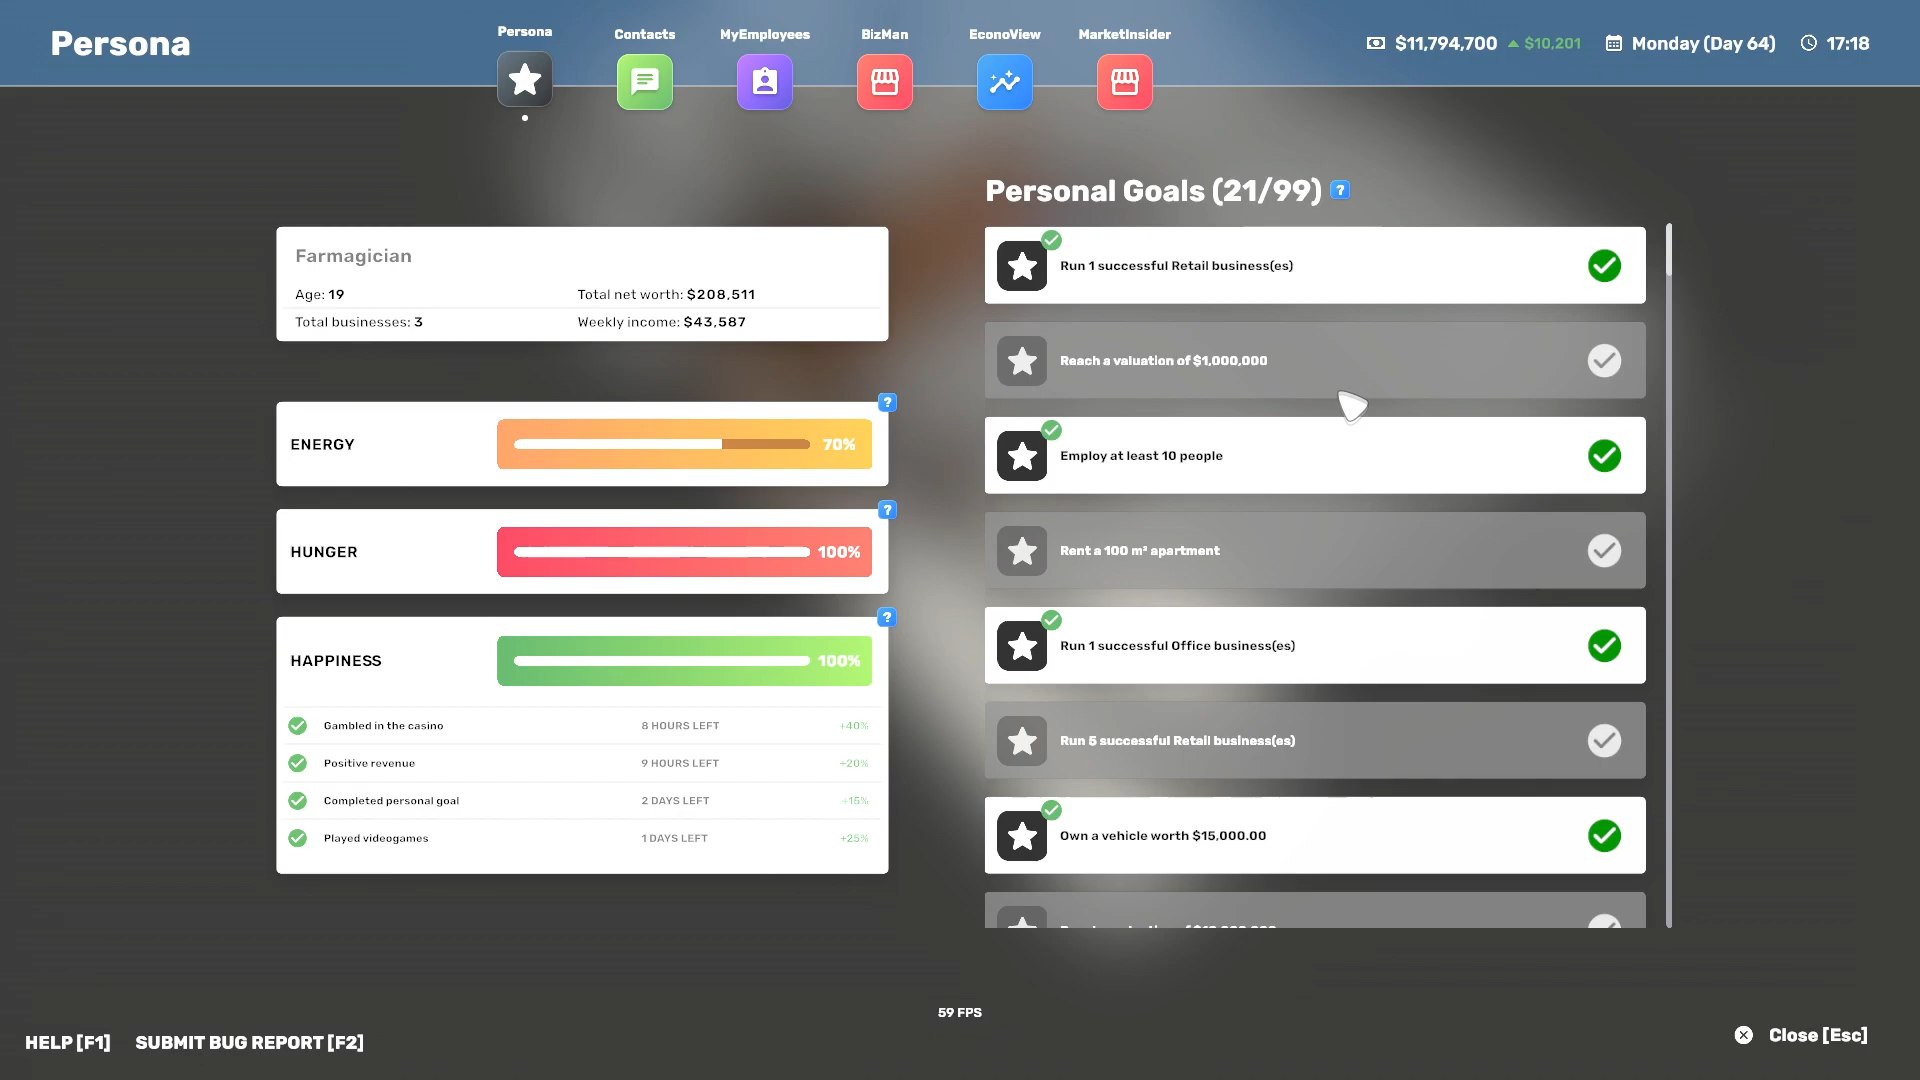 Persona
Persona
Contacts
MyEmployees
BizMan
EconoView
MarketInsider
$11,794,700
$10,201
Monday (Day 64)
17:18
Farmagician
Age: 19
Total net worth: $208,511
Total businesses: 3
Weekly income: $43,587
ENERGY
70%
?
HUNGER
100%
?
HAPPINESS
100%
?
Gambled in the casino 8 HOURS LEFT +40%
Positive revenue 9 HOURS LEFT +20%
Completed personal goal 2 DAYS LEFT +15%
Played videogames 1 DAYS LEFT +25%
Personal Goals (21/99) ?
Run 1 successful Retail business(es)
Reach a valuation of $1,000,000
Employ at least 10 people
Rent a 100 m² apartment
Run 1 successful Office business(es)
Run 5 successful Retail business(es)
Own a vehicle worth $15,000.00
59 FPS
HELP [F1]
SUBMIT BUG REPORT [F2]
Close [Esc]